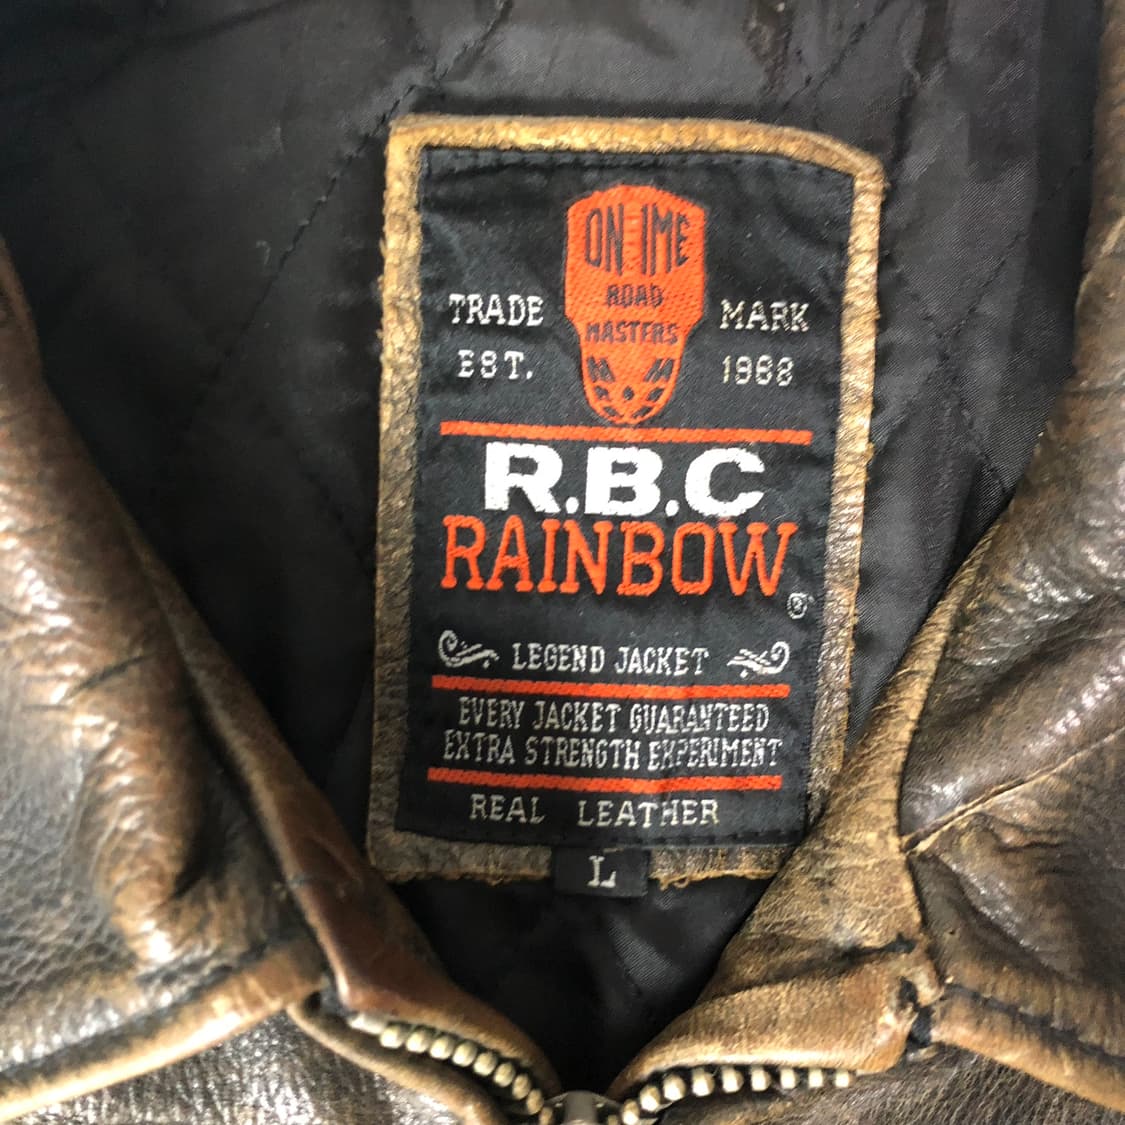 ON IME
ROAD
MASTERS
TRADE MARK
EST. 1988
R.B.C
RAINBOW
®
LEGEND JACKET
EVERY JACKET GUARANTEED
EXTRA STRENGTH EXPERIMENT
REAL LEATHER
L